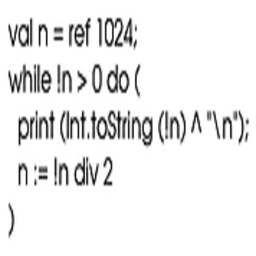 val n = ref 1024;
while !n > 0 do (
print (Int.toString (!n) ^ "\n");
n := !n div 2
)